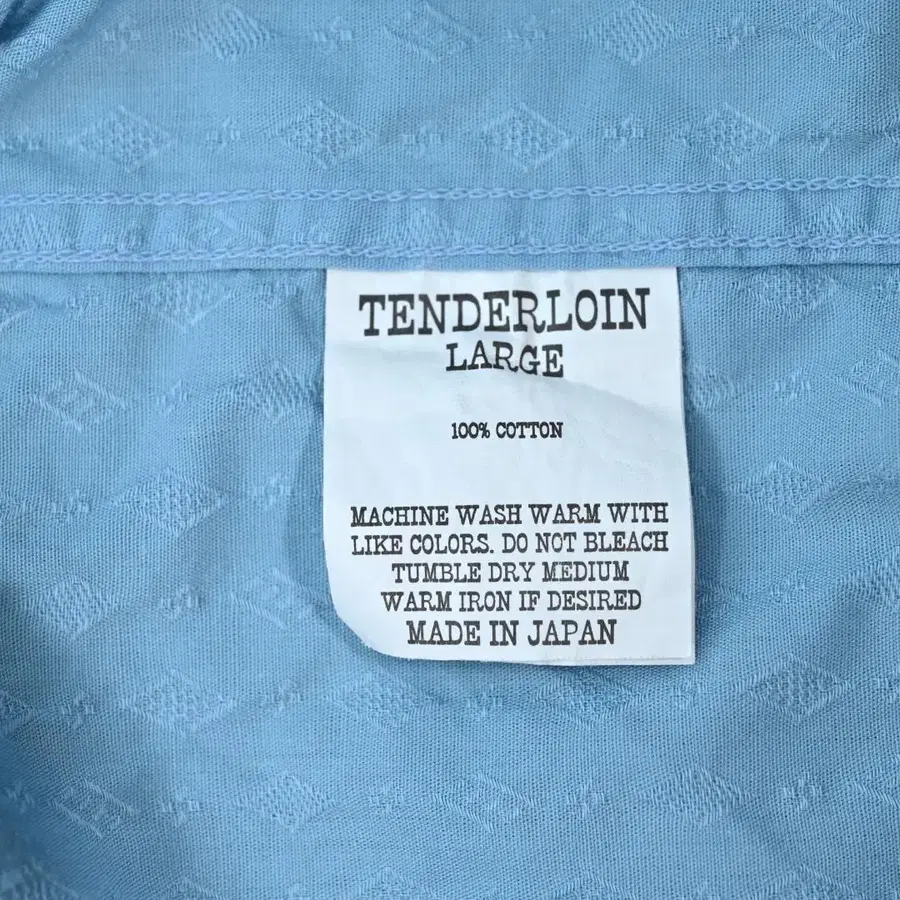 TENDERLOIN
LARGE
100% COTTON
MACHINE WASH WARM WITH
LIKE COLORS. DO NOT BLEACH
TUMBLE DRY MEDIUM
WARM IRON IF DESIRED
MADE IN JAPAN